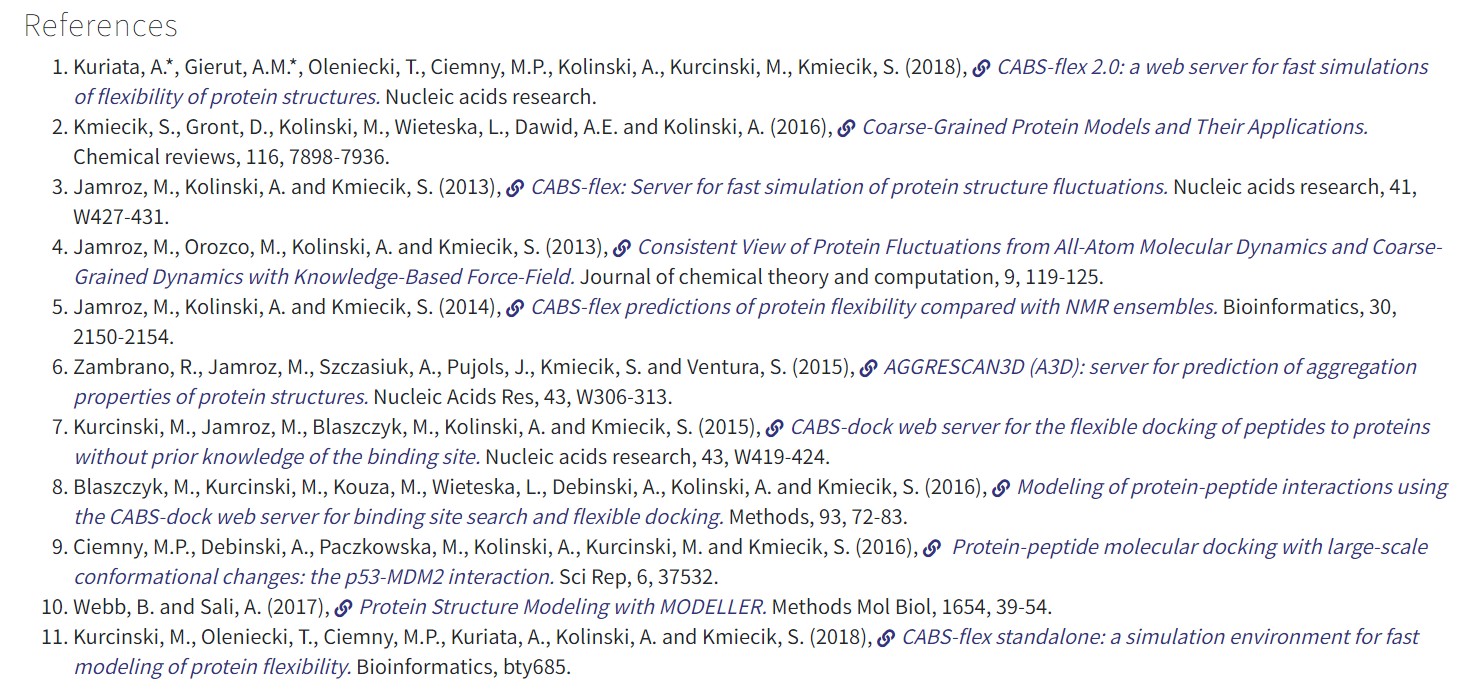 References
1. Kuriata, A.*, Gierut, A.M.*, Oleniecki, T., Ciemny, M.P., Kolinski, A., Kurcinski, M., Kmiecik, S. (2018), CABS-flex 2.0: a web server for fast simulations
of flexibility of protein structures. Nucleic acids research.
2. Kmiecik, S., Gront, D., Kolinski, M., Wieteska, L., Dawid, A.E. and Kolinski, A. (2016), Coarse-Grained Protein Models and Their Applications.
Chemical reviews, 116, 7898-7936.
3. Jamroz, M., Kolinski, A. and Kmiecik, S. (2013), CABS-flex: Server for fast simulation of protein structure fluctuations. Nucleic acids research, 41,
W427-431.
4. Jamroz, M., Orozco, M., Kolinski, A. and Kmiecik, S. (2013), Consistent View of Protein Fluctuations from All-Atom Molecular Dynamics and Coarse-
Grained Dynamics with Knowledge-Based Force-Field. Journal of chemical theory and computation, 9, 119-125.
5. Jamroz, M., Kolinski, A. and Kmiecik, S. (2014), CABS-flex predictions of protein flexibility compared with NMR ensembles. Bioinformatics, 30,
2150-2154.
6. Zambrano, R., Jamroz, M., Szczasiuk, A., Pujols, J., Kmiecik, S. and Ventura, S. (2015), AGGRESCAN3D (A3D): server for prediction of aggregation
properties of protein structures. Nucleic Acids Res, 43, W306-313.
7. Kurcinski, M., Jamroz, M., Blaszczyk, M., Kolinski, A. and Kmiecik, S. (2015), CABS-dock web server for the flexible docking of peptides to proteins
without prior knowledge of the binding site. Nucleic acids research, 43, W419-424.
8. Blaszczyk, M., Kurcinski, M., Kouza, M., Wieteska, L., Debinski, A., Kolinski, A. and Kmiecik, S. (2016), Modeling of protein-peptide interactions using
the CABS-dock web server for binding site search and flexible docking. Methods, 93, 72-83.
9. Ciemny, M.P., Debinski, A., Paczkowska, M., Kolinski, A., Kurcinski, M. and Kmiecik, S. (2016), Protein-peptide molecular docking with large-scale
conformational changes: the p53-MDM2 interaction. Sci Rep, 6, 37532.
10. Webb, B. and Sali, A. (2017), Protein Structure Modeling with MODELLER. Methods Mol Biol, 1654, 39-54.
11. Kurcinski, M., Oleniecki, T., Ciemny, M.P., Kuriata, A., Kolinski, A. and Kmiecik, S. (2018), CABS-flex standalone: a simulation environment for fast
modeling of protein flexibility. Bioinformatics, bty685.